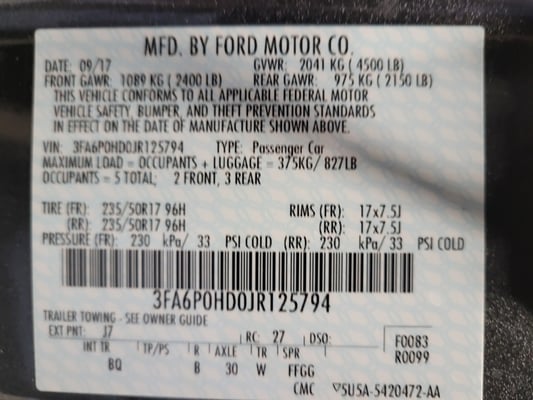 MFD. BY FORD MOTOR CO.
DATE: 09/17 GVWR: 2041 KG (4500 LB)
FRONT GAWR: 1089 KG (2400 LB) REAR GAWR: 975 KG (2150 LB)
THIS VEHICLE CONFORMS TO ALL APPLICABLE FEDERAL MOTOR
VEHICLE SAFETY, BUMPER, AND THEFT PREVENTION STANDARDS
IN EFFECT ON THE DATE OF MANUFACTURE SHOWN ABOVE.
VIN: 3FA6P0HD0JR125794 TYPE: Passenger Car
MAXIMUM LOAD = OCCUPANTS + LUGGAGE = 375KG/ 827LB
OCCUPANTS = 5 TOTAL; 2 FRONT, 3 REAR
TIRE (FR): 235/50R17 96H RIMS (FR): 17x7.5J
(RR): 235/50R17 96H (RR): 17x7.5J
PRESSURE (FR): 230 kPa/ 33 PSI COLD (RR): 230 kPa/ 33 PSI COLD
3FA6P0HD0JR125794
TRAILER TOWING - SEE OWNER GUIDE
EXT PNT: J7 RC: 27 DSO: F0083
R0099
INT TR TP/PS R AXLE TR SPR
BQ B 30 W FFGG
CMC 5U5A-5420472-AA